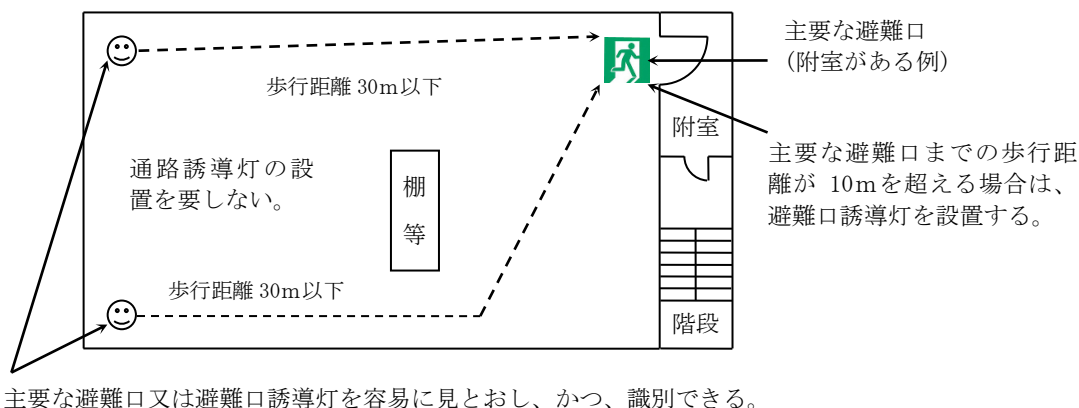 主要な避難口
(附室がある例)
歩行距離 30m以下
附室
通路誘導灯の設
置を要しない。
棚
等
主要な避難口までの歩行距
離が 10mを超える場合は、
避難口誘導灯を設置する。
歩行距離 30m以下
階段
主要な避難口又は避難口誘導灯を容易に見とおし、かつ、識別できる。